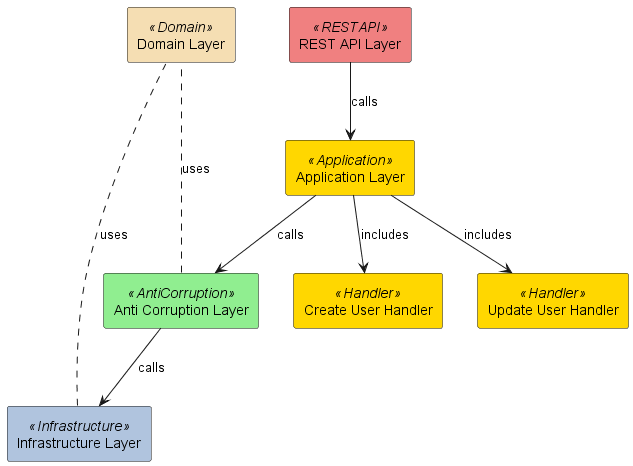 «Domain»
Domain Layer
«RESTAPI»
REST API Layer
calls
«Application»
Application Layer
uses
uses
calls
includes
includes
«AntiCorruption»
Anti Corruption Layer
«Handler»
Create User Handler
«Handler»
Update User Handler
calls
«Infrastructure»
Infrastructure Layer